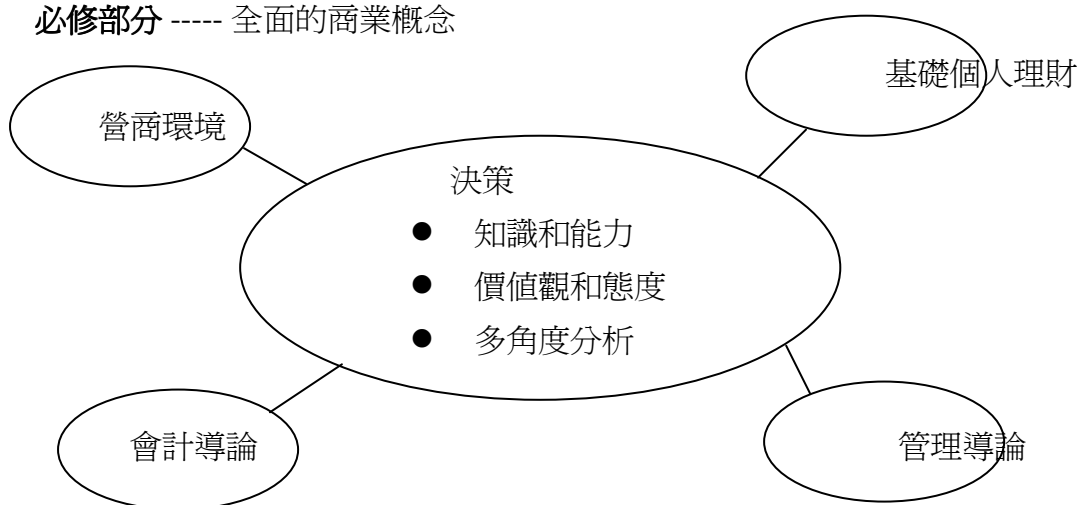 必修部分 ----- 全面的商業概念
基礎個人理財
營商環境
決策
● 知識和能力
● 價值觀和態度
● 多角度分析
會計導論
管理導論